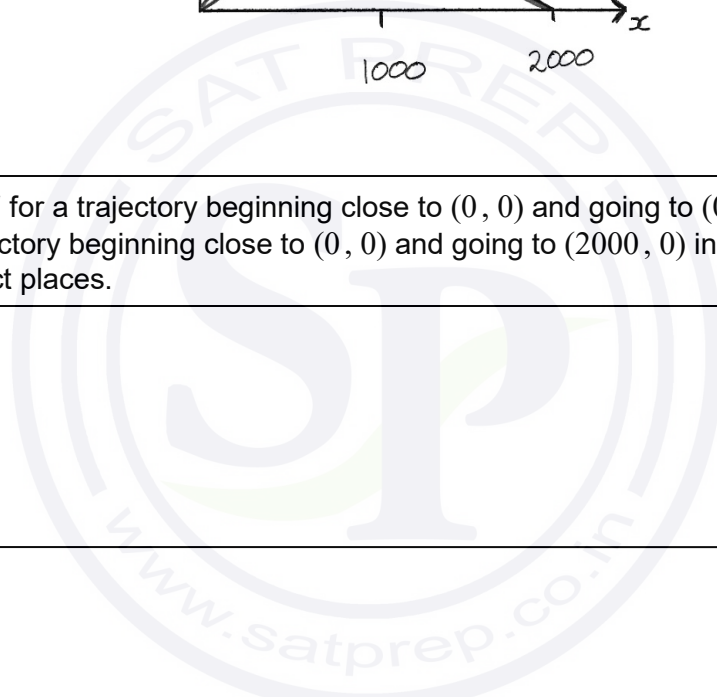 x
1000 2000
for a trajectory beginning close to (0, 0) and going to (
ctory beginning close to (0, 0) and going to (2000, 0) in
ct places.
SAT PREP
SP
www.satprep.co.in